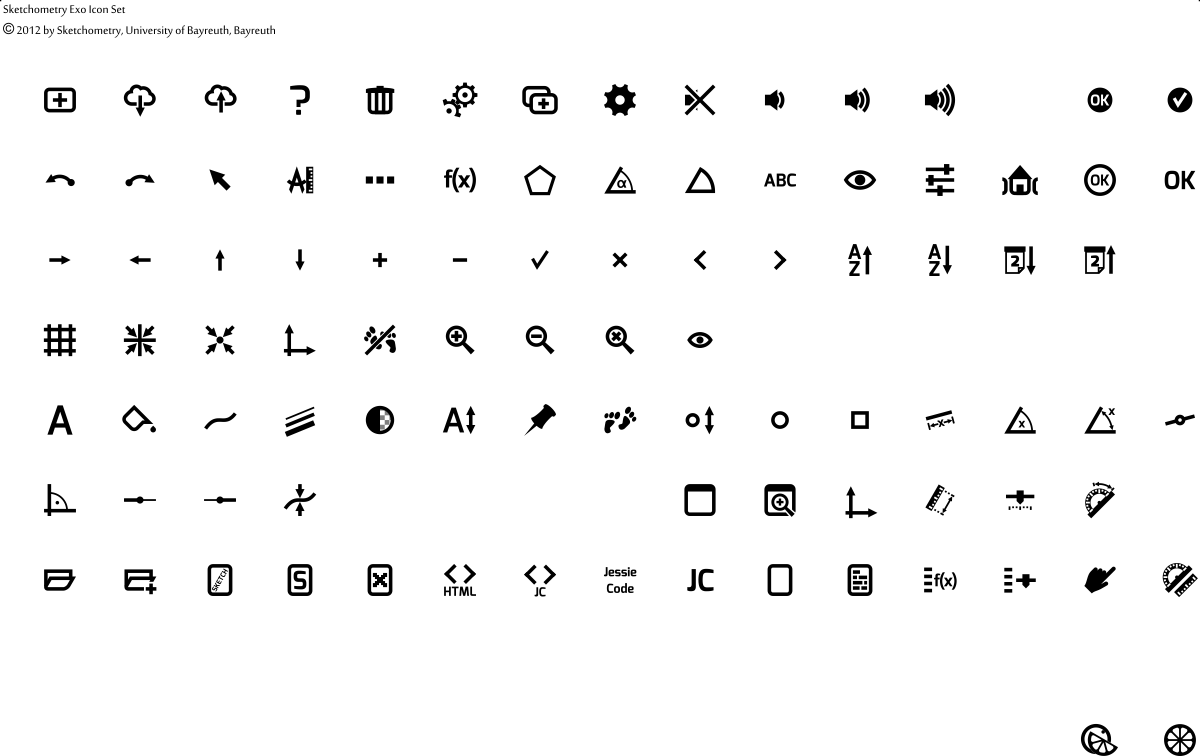 Sketchometry Exo Icon Set
© 2012 by Sketchometry, University of Bayreuth, Bayreuth
?
OK
f(x)
α
ABC
OK
OK
A
Z
A
Z
2
2
A
A
x
x
x
SKETCH
S
HTML
JC
Jessie
Code
JC
f(x)